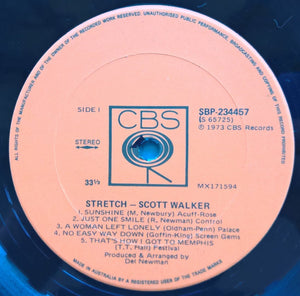 ALL RIGHTS OF THE MANUFACTURER AND OF THE OWNER OF THE RECORDED WORK RESERVED. UNAUTHORISED PUBLIC PERFORMANCE, BROADCASTING AND COPYING OF THIS RECORD PROHIBITED
SIDE I
CBS
SBP-234457
(S 65725)
℗ 1973 CBS Records
STEREO
33⅓
MX171594
STRETCH – SCOTT WALKER
1. SUNSHINE (M. Newbury) Acuff-Rose
2. JUST ONE SMILE (R. Newman) Control
3. A WOMAN LEFT LONELY (Oldham-Penn) Palace
4. NO EASY WAY DOWN (Goffin-King) Screen Gems
5. THAT'S HOW I GOT TO MEMPHIS
(T.T. Hall) Festival
Produced & Arranged by
Del Newman
MADE IN AUSTRALIA BY A REGISTERED USER OF THE TRADE MARKS